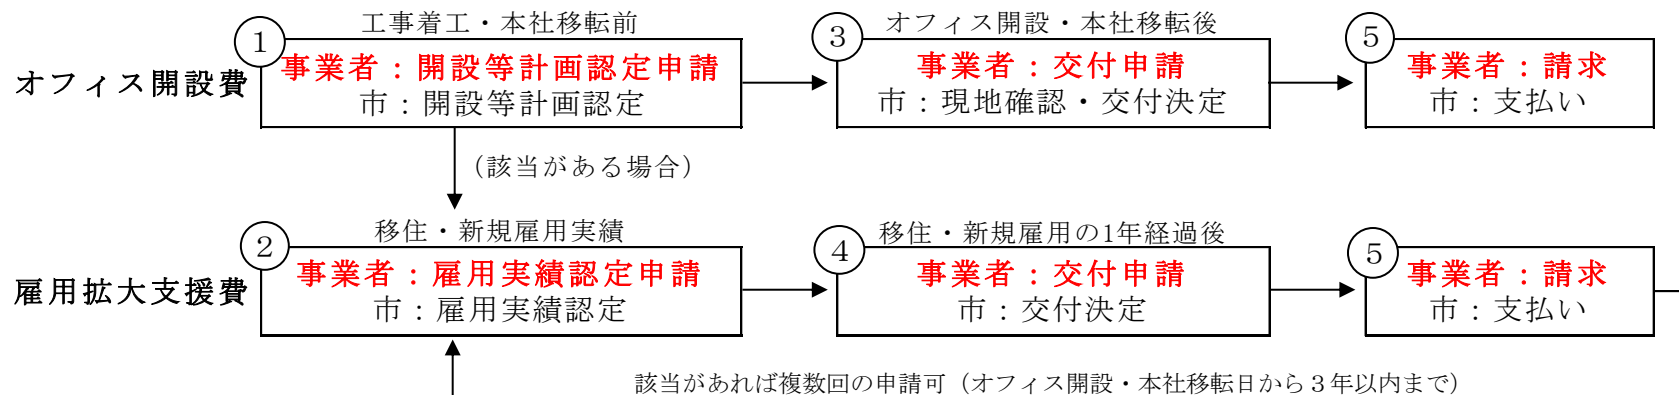 工事着工・本社移転前
オフィス開設・本社移転後
オフィス開設費
①
事業者：開設等計画認定申請
市：開設等計画認定
③
事業者：交付申請
市：現地確認・交付決定
⑤
事業者：請求
市：支払い
（該当がある場合）
移住・新規雇用実績
移住・新規雇用の1年経過後
雇用拡大支援費
②
事業者：雇用実績認定申請
市：雇用実績認定
④
事業者：交付申請
市：交付決定
⑤
事業者：請求
市：支払い
該当があれば複数回の申請可（オフィス開設・本社移転日から３年以内まで）